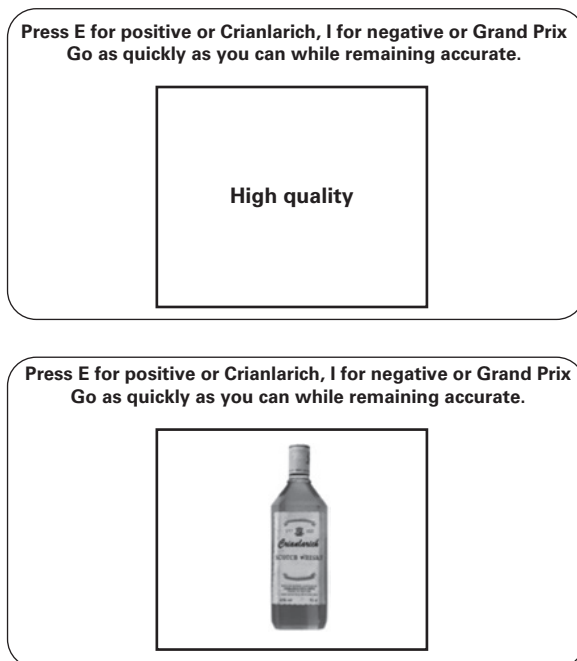 Press E for positive or Crianlarich, I for negative or Grand Prix
Go as quickly as you can while remaining accurate.
High quality
Press E for positive or Crianlarich, I for negative or Grand Prix
Go as quickly as you can while remaining accurate.
Crianlarich
SCOTCH WHISKY